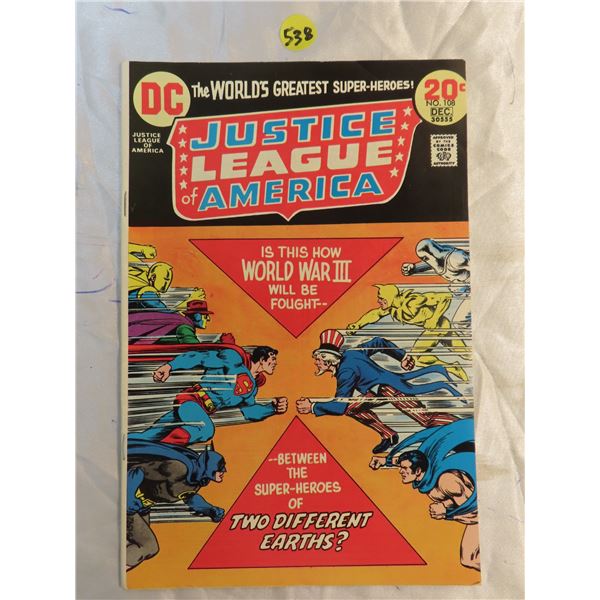 538
DC
THE WORLD'S GREATEST SUPER-HEROES!
20¢
NO. 108
DEC.
30555
JUSTICE
LEAGUE
OF
AMERICA
APPROVED
BY THE
COMICS
CODE
AUTHORITY
JUSTICE
LEAGUE
of AMERICA
IS THIS HOW
WORLD WAR III
WILL BE
FOUGHT--
S
--BETWEEN
THE
SUPER-HEROES
OF
TWO DIFFERENT
EARTHS?